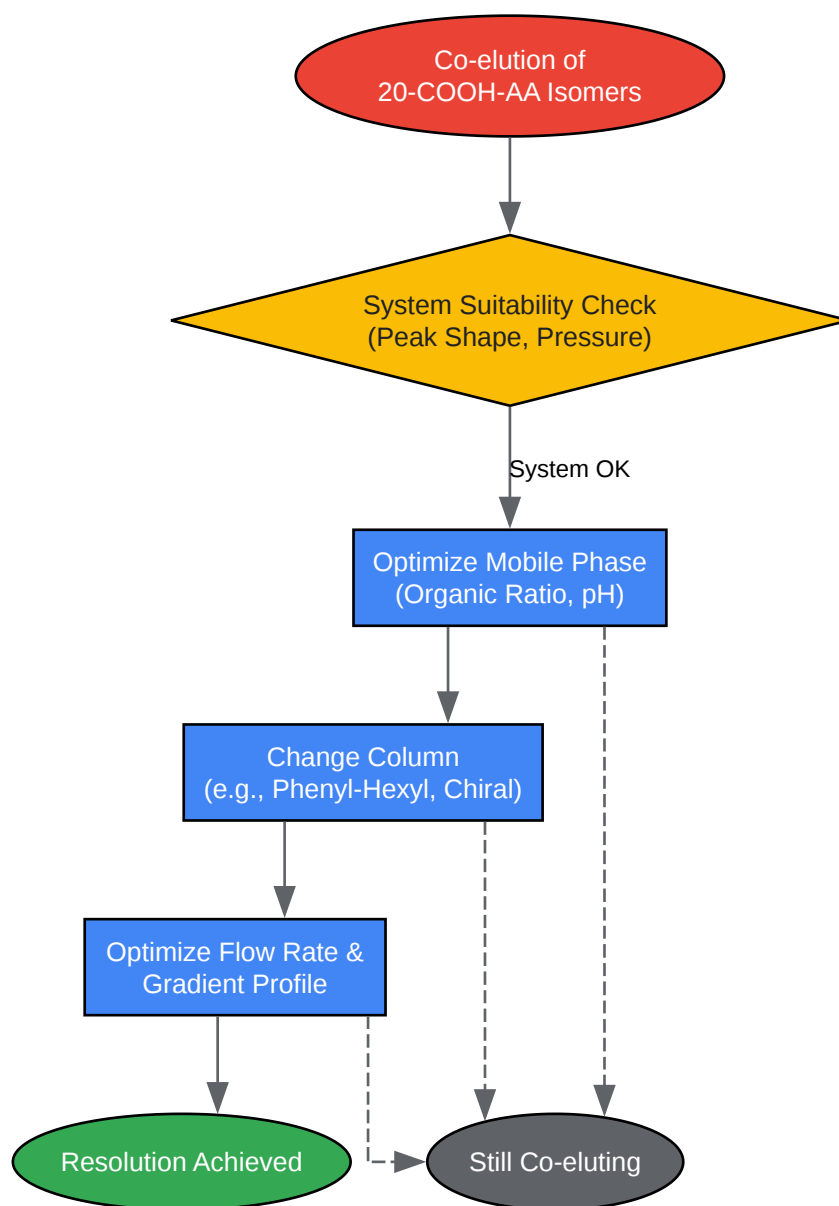 Co-elution of
20-COOH-AA Isomers
System Suitability Check
(Peak Shape, Pressure)
System OK
Optimize Mobile Phase
(Organic Ratio, pH)
Change Column
(e.g., Phenyl-Hexyl, Chiral)
Optimize Flow Rate &
Gradient Profile
Resolution Achieved
Still Co-eluting